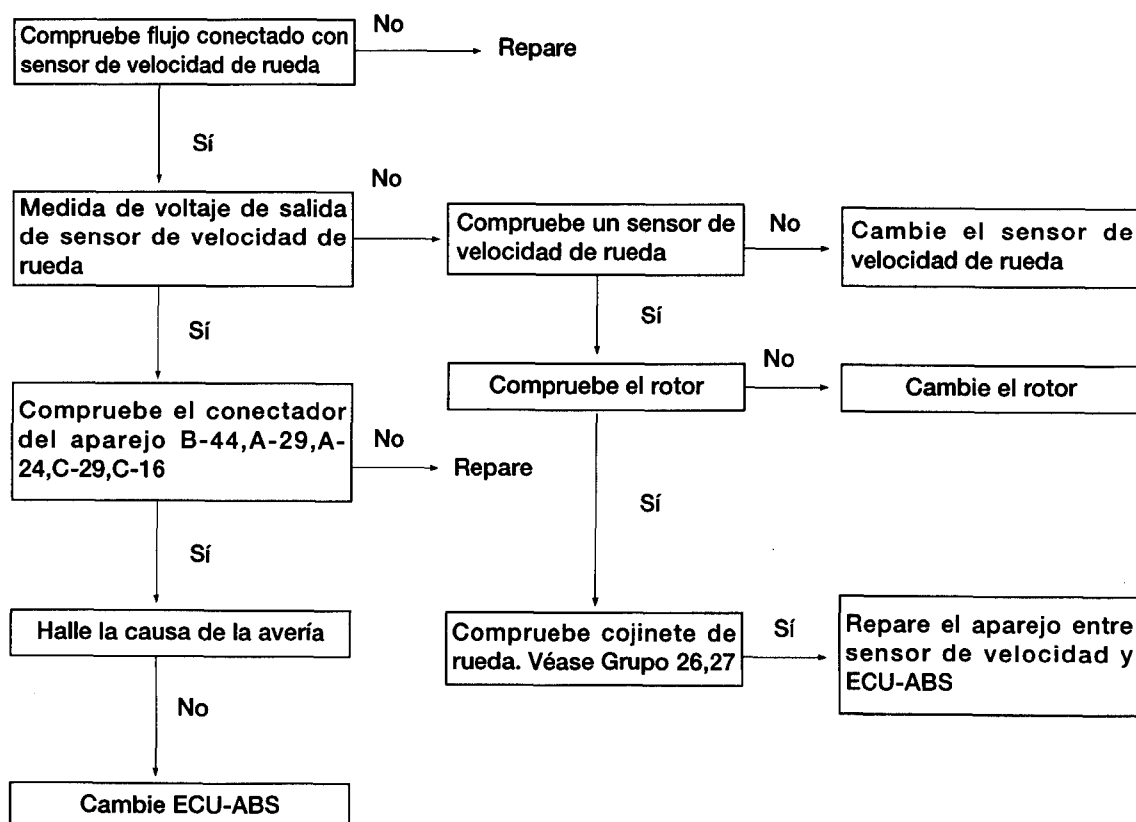 Compruebe flujo conectado con
sensor de velocidad de rueda
No
Repare
Sí
Medida de voltaje de salida
de sensor de velocidad de
rueda
No
Compruebe un sensor de
velocidad de rueda
No
Cambie el sensor de
velocidad de rueda
Sí
Sí
Compruebe el rotor
No
Cambie el rotor
Compruebe el conectador
del aparejo B-44,A-29,A-
24,C-29,C-16
No
Repare
Sí
Sí
Halle la causa de la avería
Compruebe cojinete de
rueda. Véase Grupo 26,27
Sí
Repare el aparejo entre
sensor de velocidad y
ECU-ABS
No
Cambie ECU-ABS